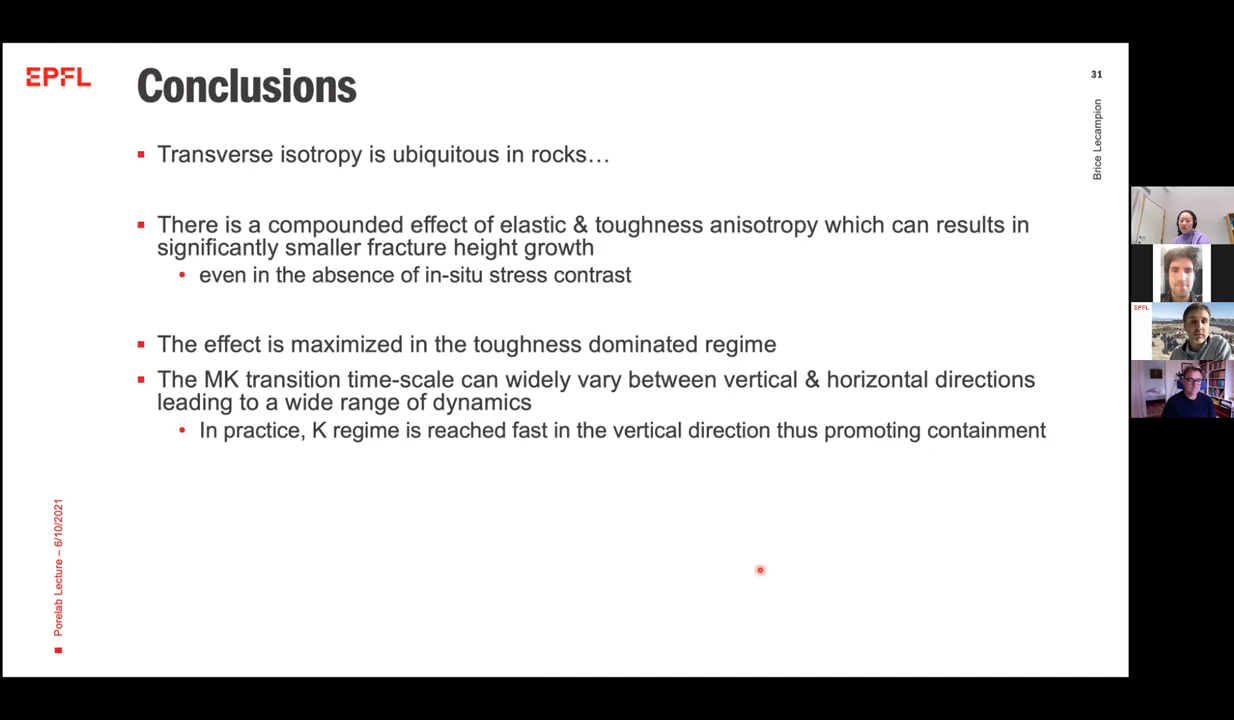 EPFL
Conclusions
31
Brice Lecampion
Transverse isotropy is ubiquitous in rocks…
There is a compounded effect of elastic & toughness anisotropy which can results in
significantly smaller fracture height growth
even in the absence of in-situ stress contrast
The effect is maximized in the toughness dominated regime
The MK transition time-scale can widely vary between vertical & horizontal directions
leading to a wide range of dynamics
In practice, K regime is reached fast in the vertical direction thus promoting containment
Porelab Lecture – 6/10/2021
EPFL